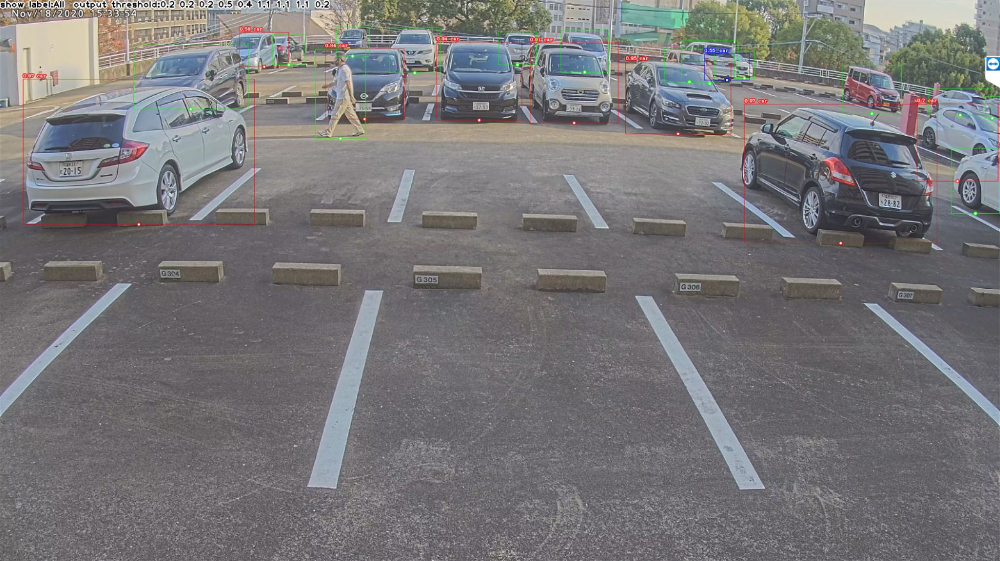 show label:All output threshold:0.2 0.2 0.2 0.5 0.4 1.1 1.1 1.1 0.2
Nov/18/2020 15:33:54
0.58 car
0.84 car
0.94 car
0.91 car
0.55 car
0.95 car
0.97 car
0.97 car
0.7 car
20-15
28-82
G 304
G 305
G 306
G 307